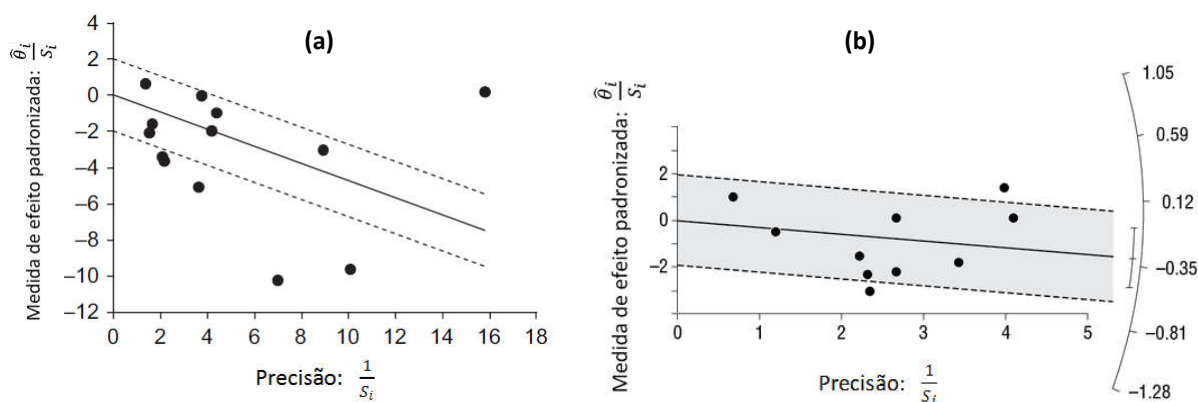 (a)
Medida de efeito padronizada: θ̂ᵢ/Sᵢ
4
2
0
−2
−4
−6
−8
−10
−12
0 2 4 6 8 10 12 14 16 18
Precisão: 1/Sᵢ
(b)
Medida de efeito padronizada: θ̂ᵢ/Sᵢ
2
0
−2
0 1 2 3 4 5
Precisão: 1/Sᵢ
1.05
0.59
0.12
−0.35
−0.81
−1.28